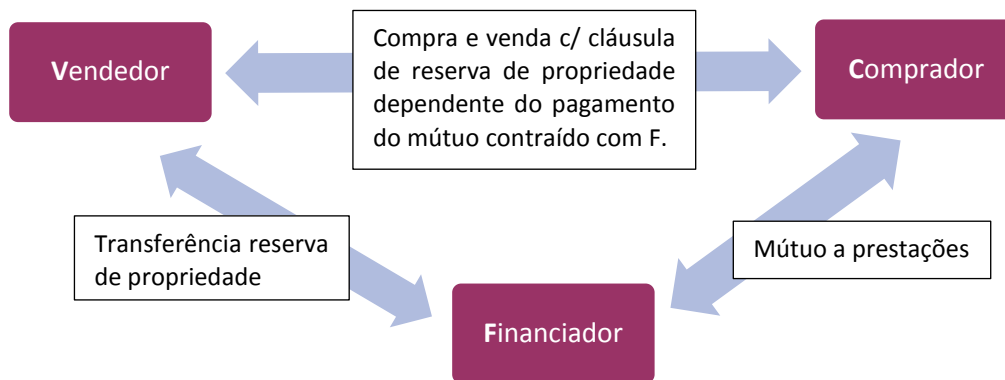 Vendedor
Compra e venda c/ cláusula
de reserva de propriedade
dependente do pagamento
do mútuo contraído com F.
Comprador
Transferência reserva
de propriedade
Mútuo a prestações
Financiador